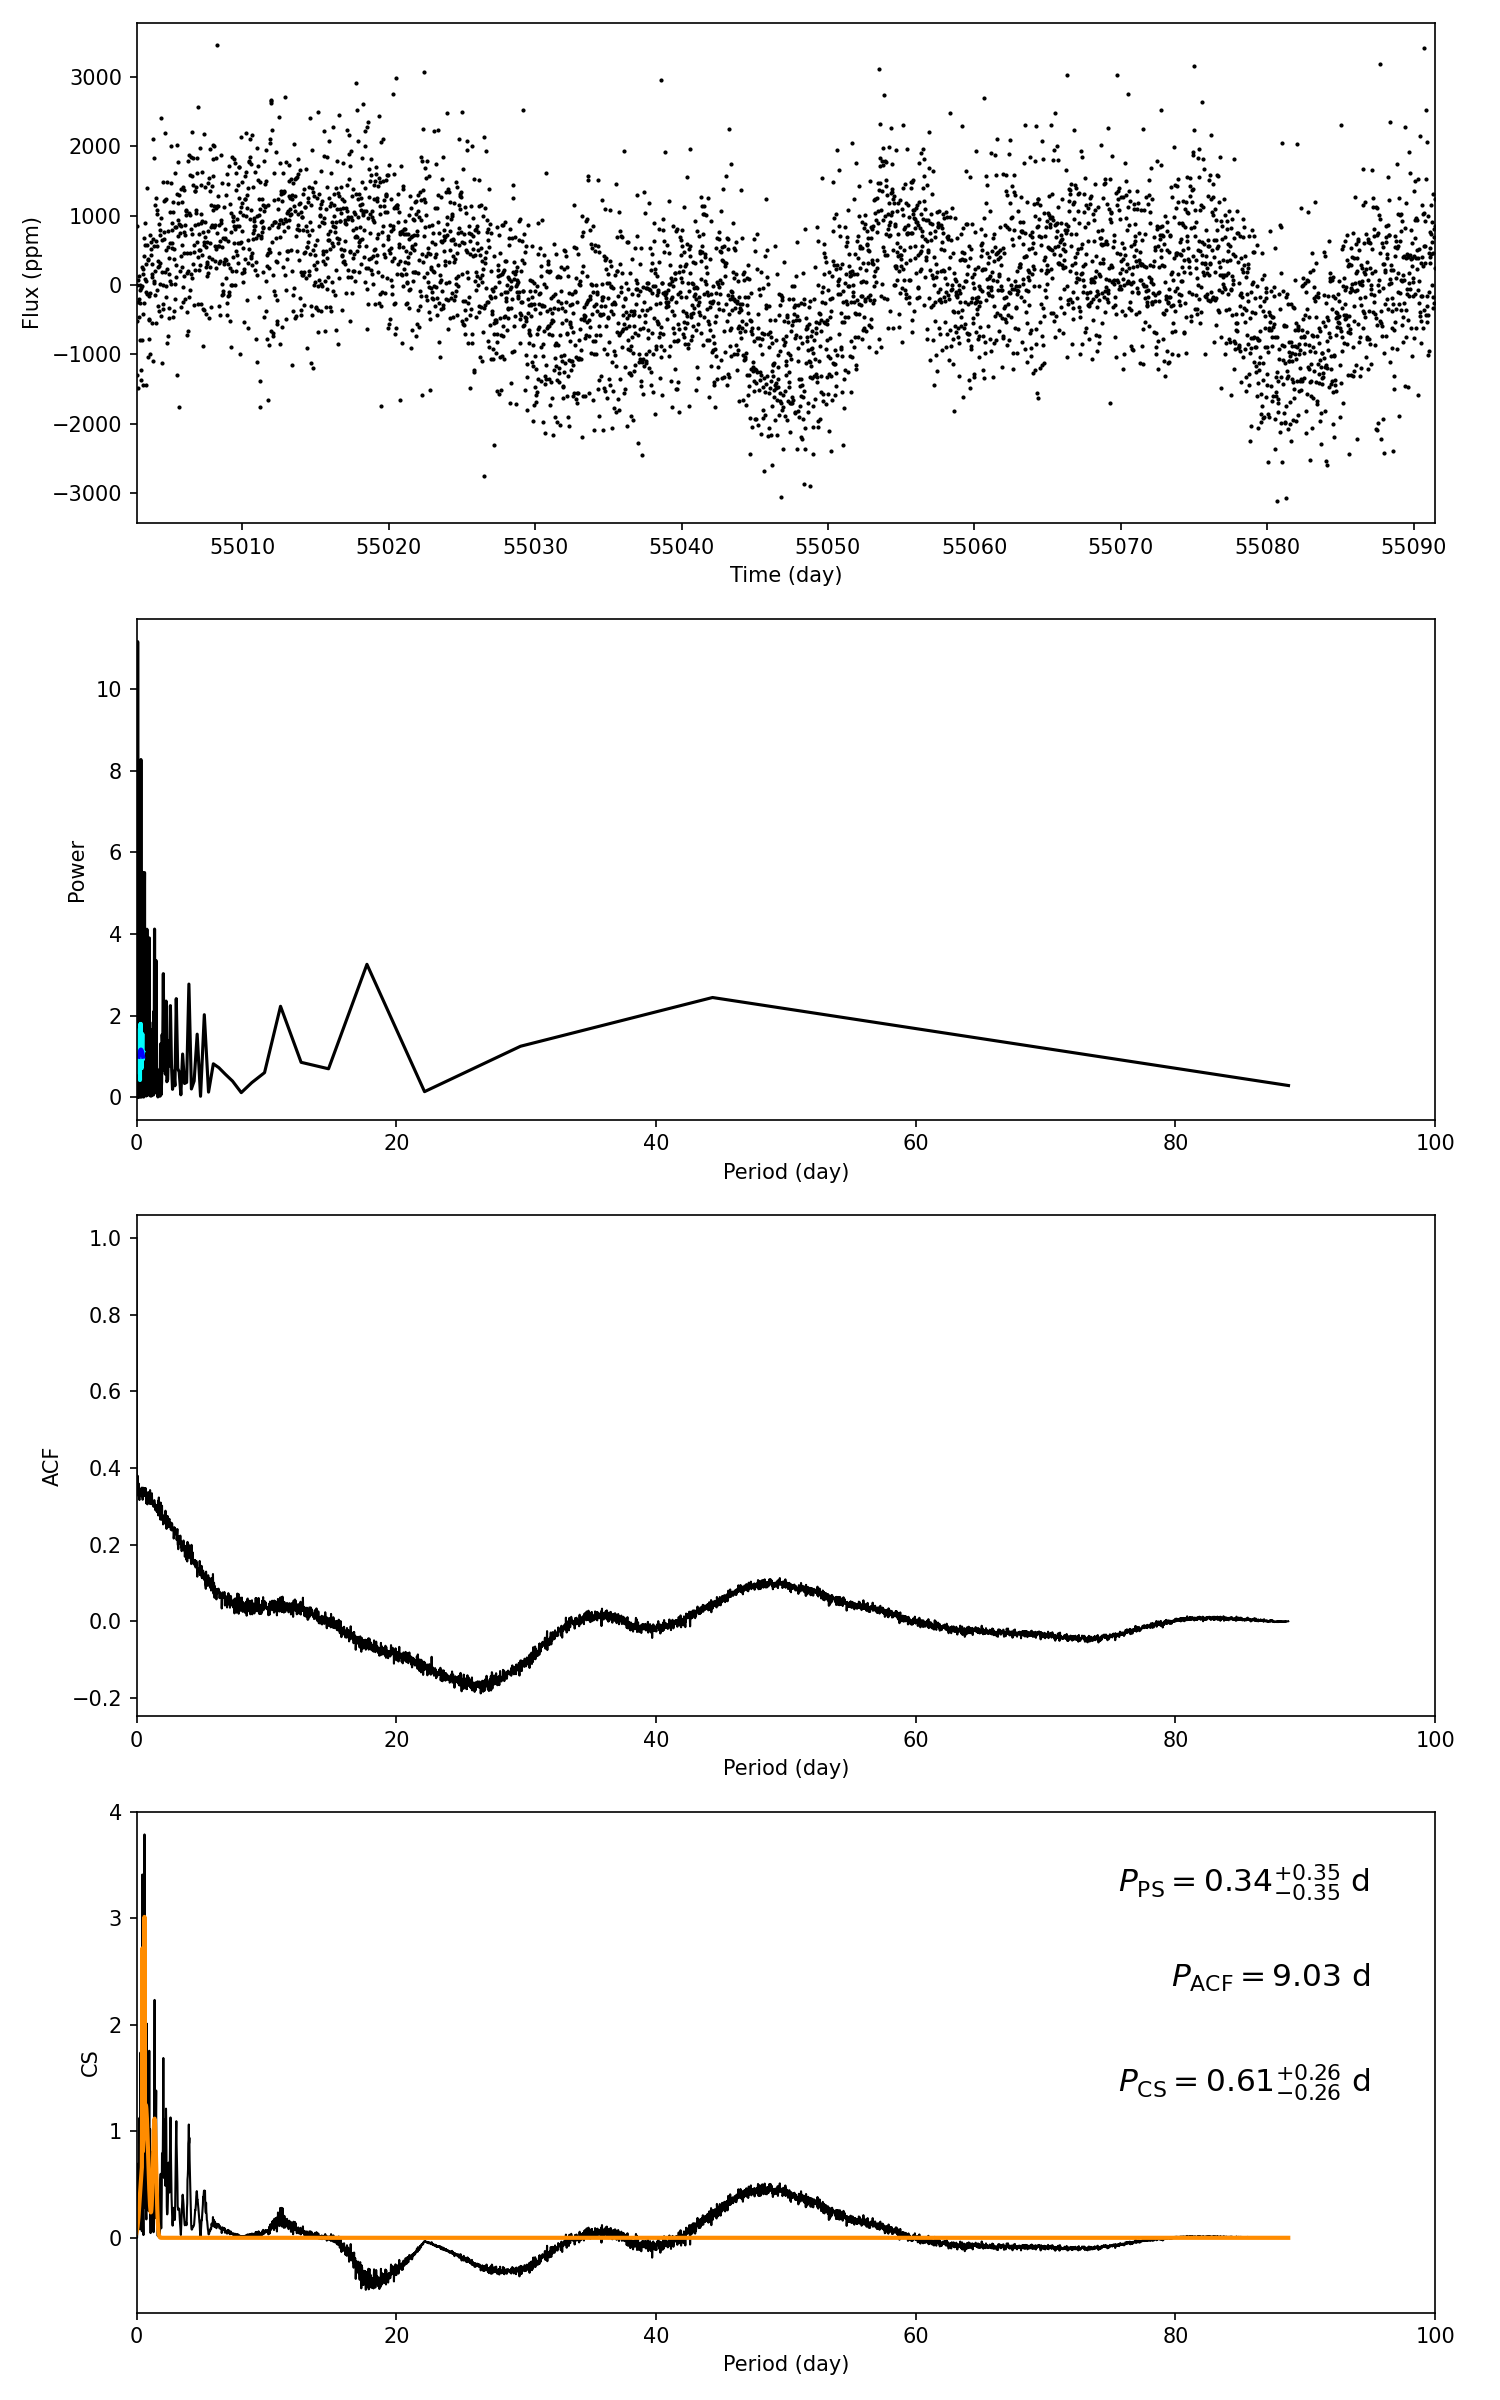 3000
2000
1000
0
−1000
−2000
−3000
Flux (ppm)
55010 55020 55030 55040 55050 55060 55070 55080 55090
Time (day)
10
8
6
4
2
0
Power
0 20 40 60 80 100
Period (day)
1.0
0.8
0.6
0.4
0.2
0.0
−0.2
ACF
0 20 40 60 80 100
Period (day)
4
3
2
1
0
CS
P_PS = 0.34^{+0.35}_{−0.35} d
P_ACF = 9.03 d
P_CS = 0.61^{+0.26}_{−0.26} d
0 20 40 60 80 100
Period (day)